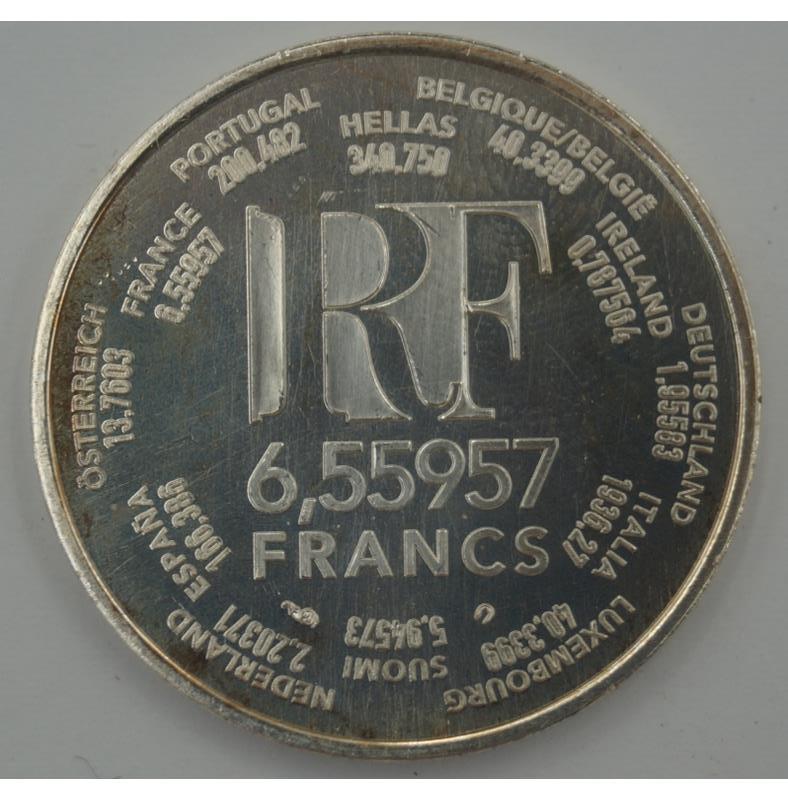 RF
6,55957
FRANCS
HELLAS
340.750
BELGIQUE/BELGIË
40.3399
IRELAND
0.787564
DEUTSCHLAND
1.95583
ITALIA
1936.27
LUXEMBOURG
40.3399
SUOMI
5.94573
NEDERLAND
2.20371
ESPAÑA
166.386
ÖSTERREICH
13.7603
FRANCE
6.55957
PORTUGAL
200.482